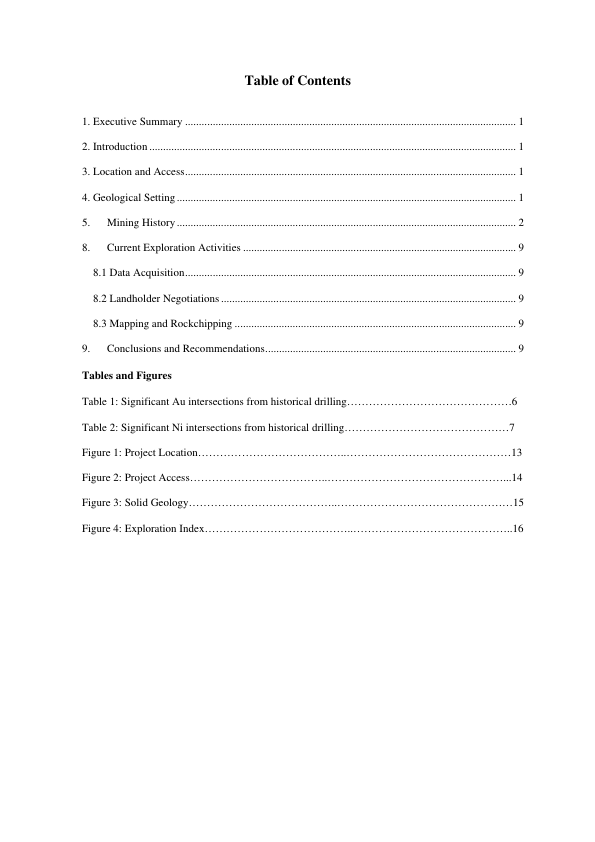 Table of Contents
1. Executive Summary ........................................................................................................................ 1
2. Introduction ..................................................................................................................................... 1
3. Location and Access........................................................................................................................ 1
4. Geological Setting........................................................................................................................... 1
5. Mining History........................................................................................................................... 2
8. Current Exploration Activities ................................................................................................... 9
8.1 Data Acquisition........................................................................................................................ 9
8.2 Landholder Negotiations ........................................................................................................... 9
8.3 Mapping and Rockchipping ...................................................................................................... 9
9. Conclusions and Recommendations........................................................................................... 9
Tables and Figures
Table 1: Significant Au intersections from historical drilling………………………………………6
Table 2: Significant Ni intersections from historical drilling………………………………………7
Figure 1: Project Location…………………………………..………………………………………13
Figure 2: Project Access………………………………..…………………………………………...14
Figure 3: Solid Geology…………………………………..…………………………………………15
Figure 4: Exploration Index…………………………………..……………………………………..16